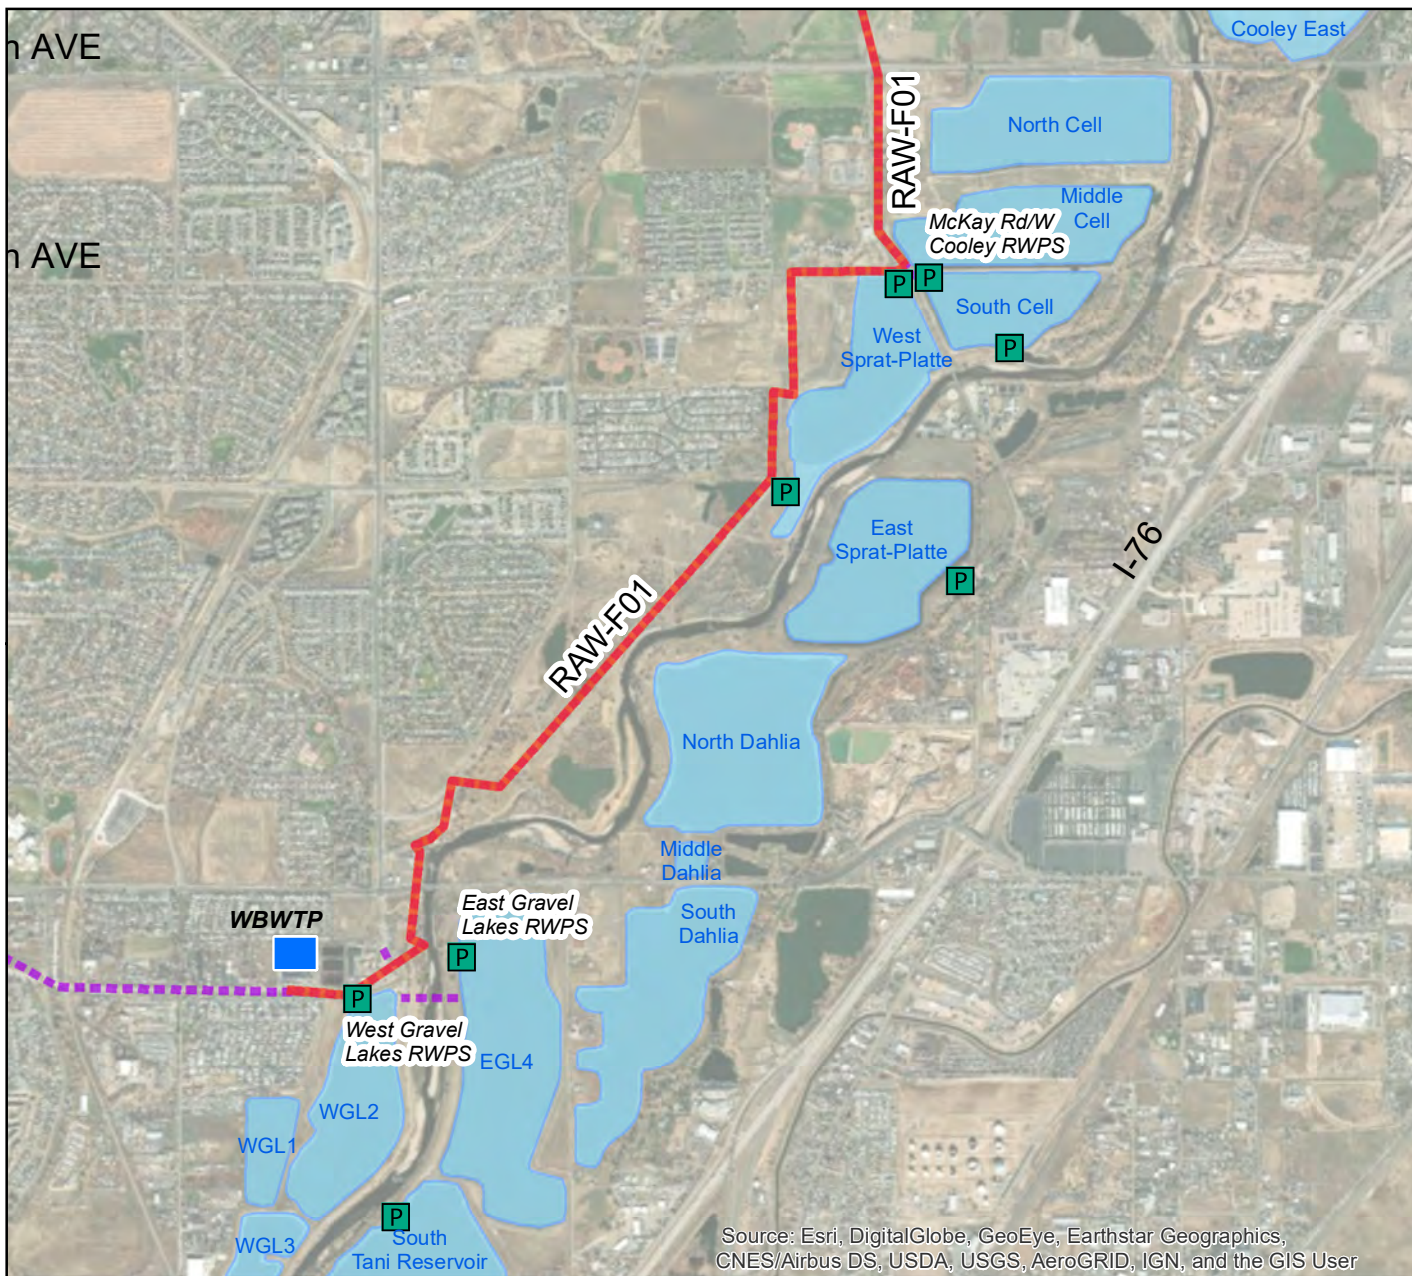 n AVE
Cooley East
RAW-F01
North Cell
Middle
Cell
McKay Rd/W
Cooley RWPS
n AVE
P
P
South Cell
West
Sprat-Platte
P
P
East
Sprat-Platte
I-76
P
RAW-F01
North Dahlia
Middle
Dahlia
East Gravel
Lakes RWPS
South
Dahlia
WBWTP
P
P
West Gravel
Lakes RWPS
EGL4
WGL2
WGL1
P
South
Tani Reservoir
WGL3
Source: Esri, DigitalGlobe, GeoEye, Earthstar Geographics,
CNES/Airbus DS, USDA, USGS, AeroGRID, IGN, and the GIS User